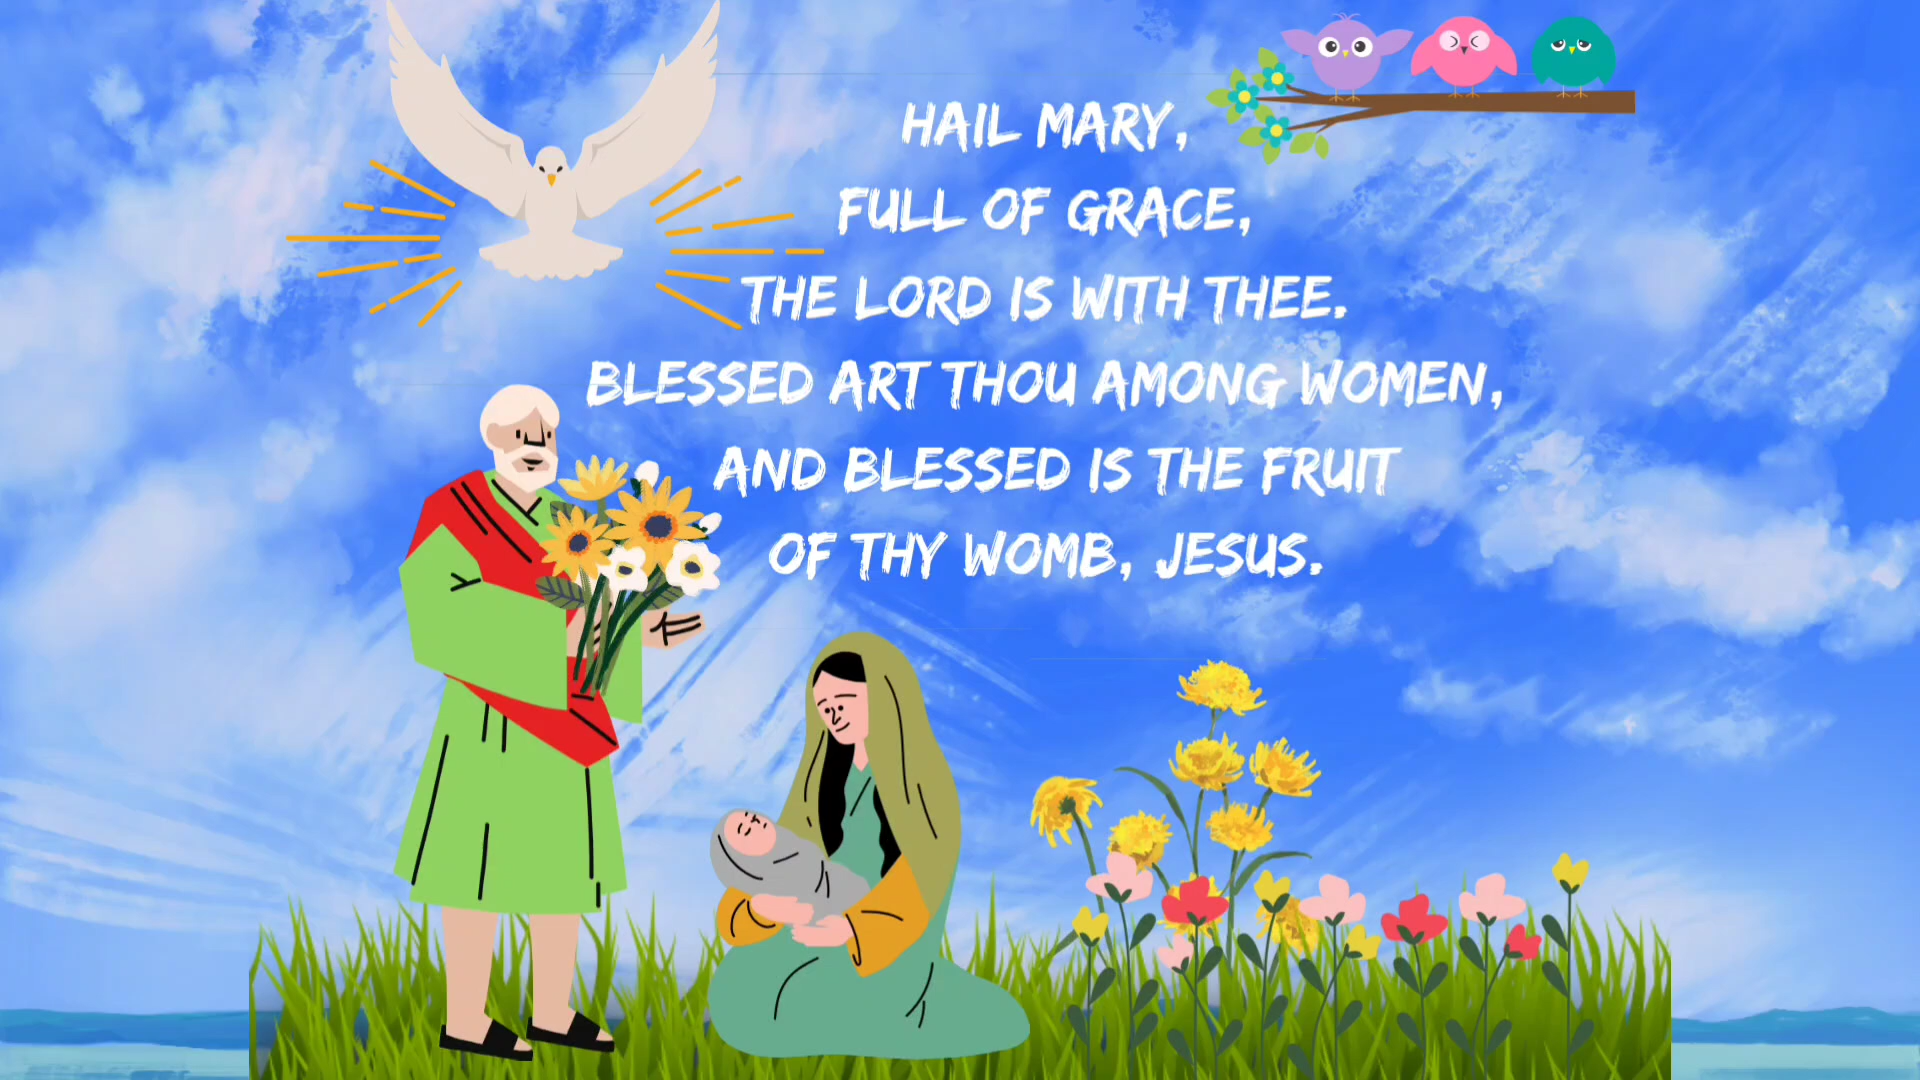 HAIL MARY,
FULL OF GRACE,
THE LORD IS WITH THEE.
BLESSED ART THOU AMONG WOMEN,
AND BLESSED IS THE FRUIT
OF THY WOMB, JESUS.